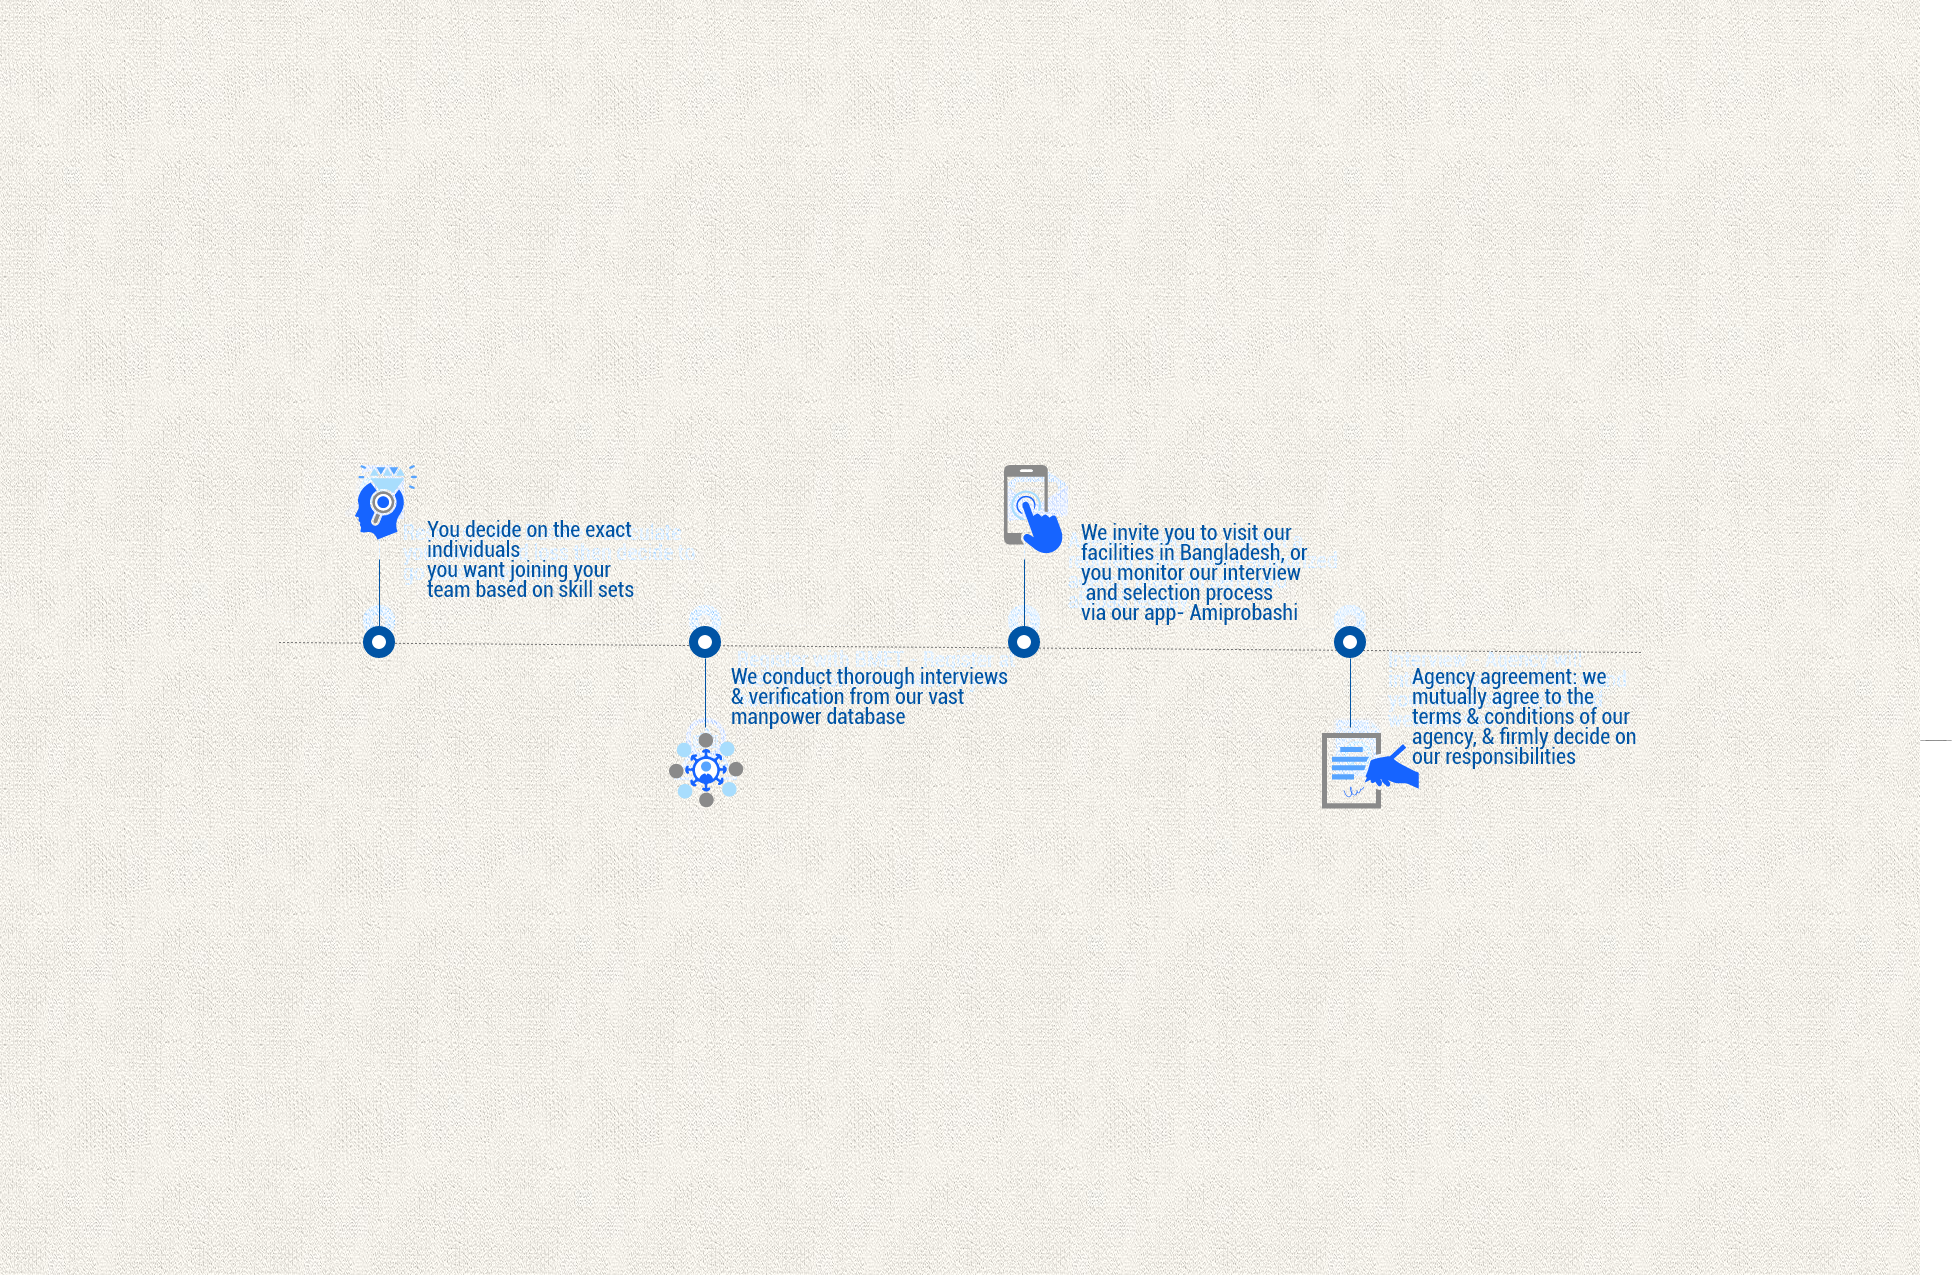 You decide on the exact
individuals
you want joining your
team based on skill sets
We conduct thorough interviews
& verification from our vast
manpower database
We invite you to visit our
facilities in Bangladesh, or
you monitor our interview
and selection process
via our app- Amiprobashi
Agency agreement: we
mutually agree to the
terms & conditions of our
agency, & firmly decide on
our responsibilities